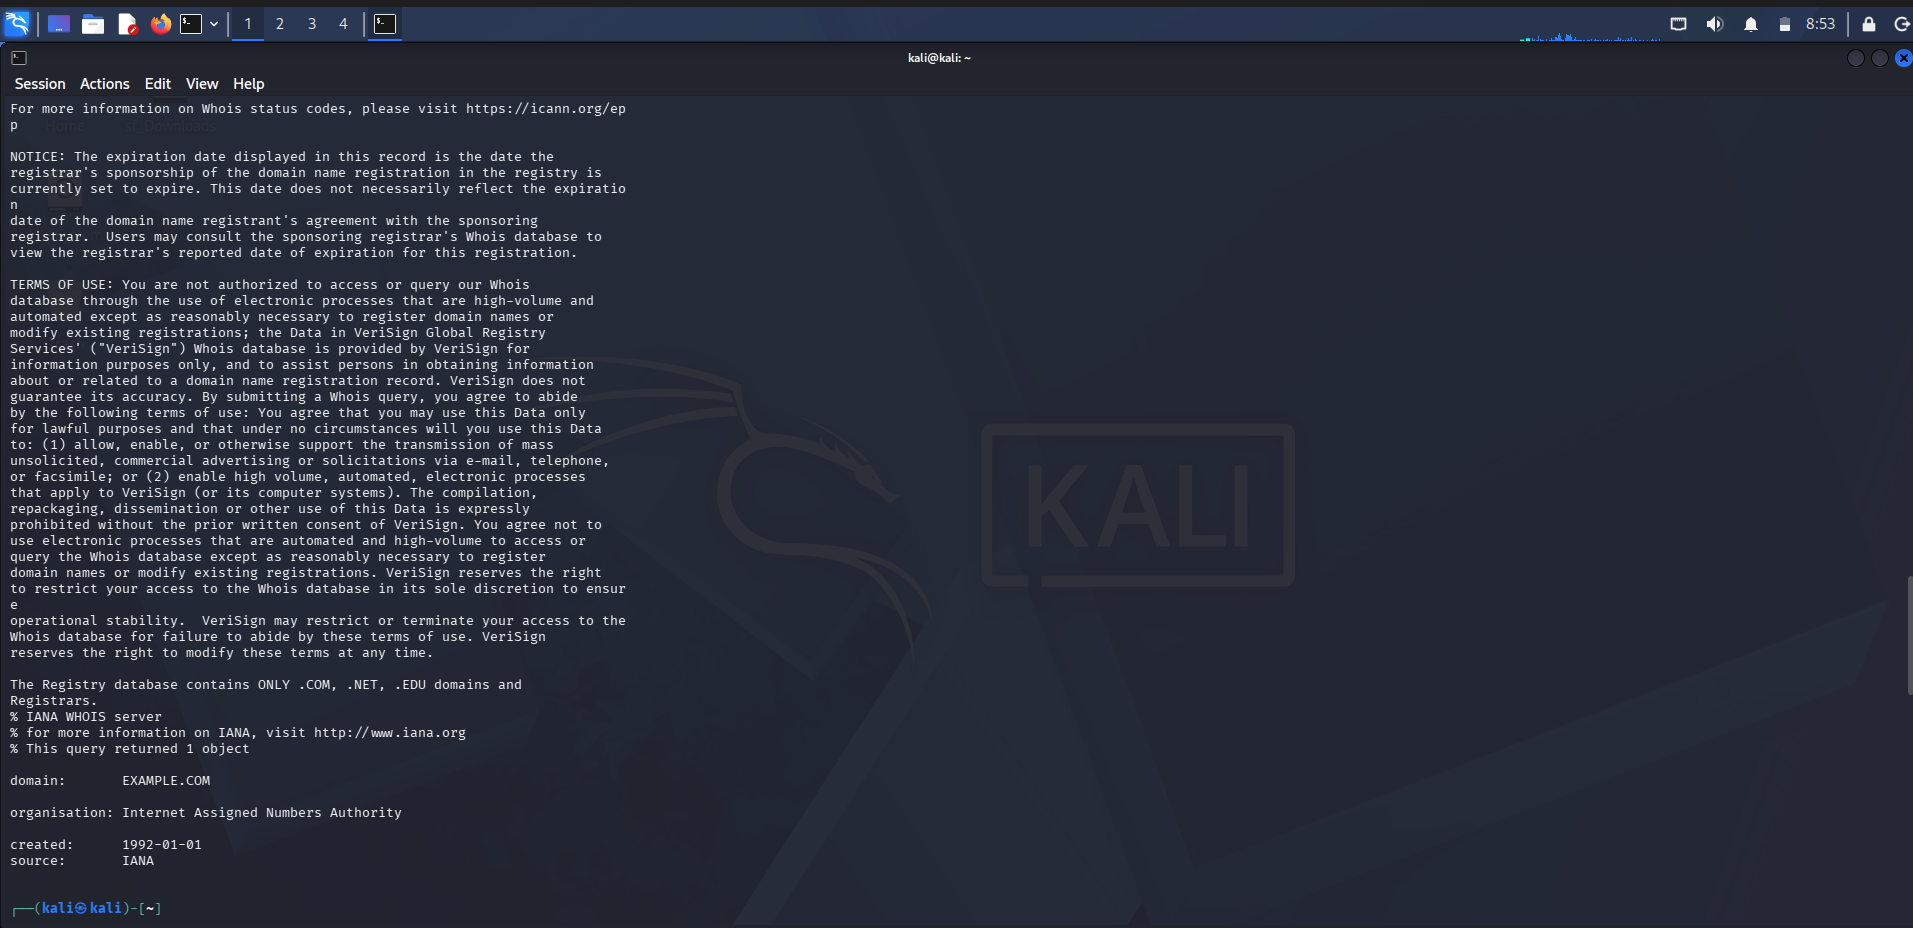 1 2 3 4
8:53
kali@kali: ~
Session Actions Edit View Help
For more information on Whois status codes, please visit https://icann.org/ep
p
NOTICE: The expiration date displayed in this record is the date the
registrar's sponsorship of the domain name registration in the registry is
currently set to expire. This date does not necessarily reflect the expiratio
n
date of the domain name registrant's agreement with the sponsoring
registrar.  Users may consult the sponsoring registrar's Whois database to
view the registrar's reported date of expiration for this registration.
TERMS OF USE: You are not authorized to access or query our Whois
database through the use of electronic processes that are high-volume and
automated except as reasonably necessary to register domain names or
modify existing registrations; the Data in VeriSign Global Registry
Services' ("VeriSign") Whois database is provided by VeriSign for
information purposes only, and to assist persons in obtaining information
about or related to a domain name registration record. VeriSign does not
guarantee its accuracy. By submitting a Whois query, you agree to abide
by the following terms of use: You agree that you may use this Data only
for lawful purposes and that under no circumstances will you use this Data
to: (1) allow, enable, or otherwise support the transmission of mass
unsolicited, commercial advertising or solicitations via e-mail, telephone,
or facsimile; or (2) enable high volume, automated, electronic processes
that apply to VeriSign (or its computer systems). The compilation,
repackaging, dissemination or other use of this Data is expressly
prohibited without the prior written consent of VeriSign. You agree not to
use electronic processes that are automated and high-volume to access or
query the Whois database except as reasonably necessary to register
domain names or modify existing registrations. VeriSign reserves the right
to restrict your access to the Whois database in its sole discretion to ensur
e
operational stability.  VeriSign may restrict or terminate your access to the
Whois database for failure to abide by these terms of use. VeriSign
reserves the right to modify these terms at any time.
The Registry database contains ONLY .COM, .NET, .EDU domains and
Registrars.
% IANA WHOIS server
% for more information on IANA, visit http://www.iana.org
% This query returned 1 object
domain:       EXAMPLE.COM
organisation: Internet Assigned Numbers Authority
created:      1992-01-01
source:       IANA
┌──(kali㉿kali)-[~]
KALI